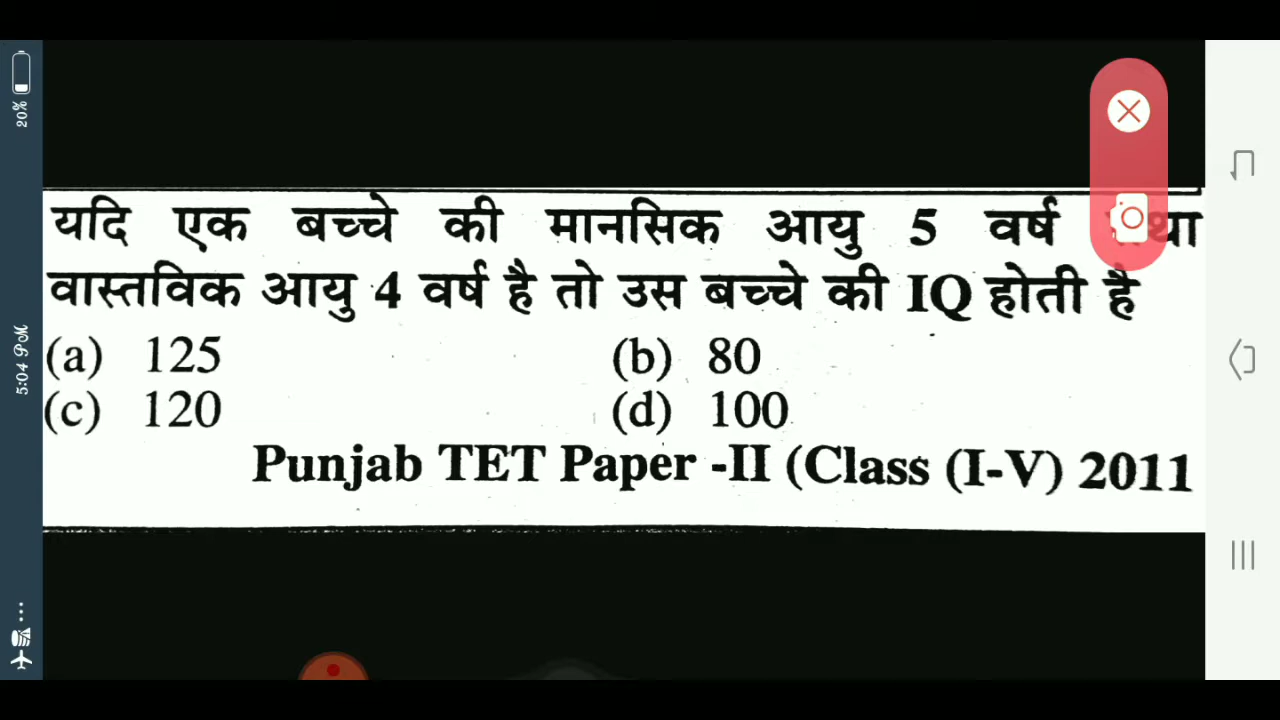 यदि एक बच्चे की मानसिक आयु 5 वर्ष
वास्तविक आयु 4 वर्ष है तो उस बच्चे की IQ होती है
(a) 125 (b) 80
(c) 120 (d) 100
Punjab TET Paper -II (Class (I-V) 2011
20%
5:04 PM